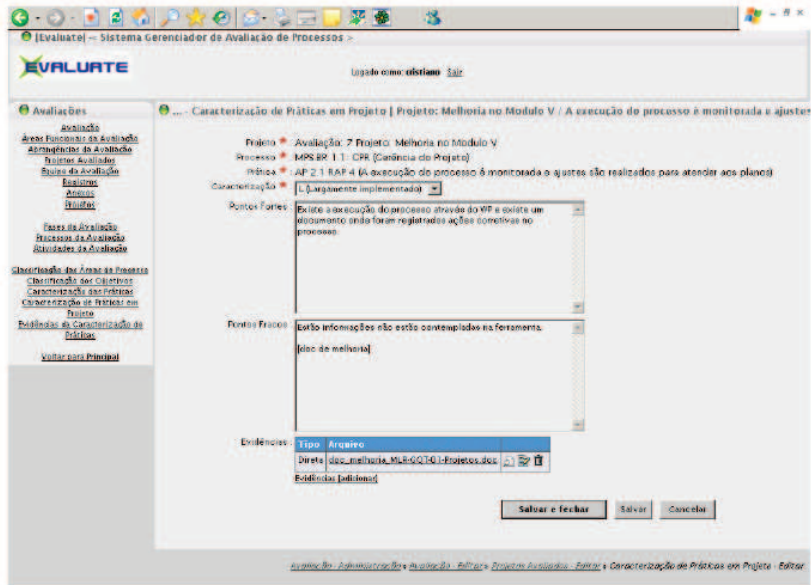 [Evaluate] - < Sistema Gerenciador de Avaliação de Processos >
EVALUATE
Logado como: cristiano Sair
Avaliações
Avaliação
Áreas Funcionais da Avaliação
Abrangências da Avaliação
Projetos Avaliados
Equipe da Avaliação
Registros
Anexos
Projetos
Fases da Avaliação
Processos da Avaliação
Atividades da Avaliação
Classificação das Áreas de Processo
Classificação dos Objetivos
Caracterização das Práticas
Caracterização de Práticas em
Projeto
Evidências da Caracterização de
Práticas
Voltar para Principal
... - Caracterização de Práticas em Projeto | Projeto: Melhoria no Modulo V / A execução do processo é monitorada e ajustes
Projeto * : Avaliação: 7 Projeto: Melhoria no Modulo V
Processo * : MPS.BR 1.1: GPR (Gerência do Projeto)
Prática * : AP 2.1 RAP 4 (A execução do processo é monitorada e ajustes são realizados para atender aos planos)
Caracterização * : L (Largamente implementado)
Pontos Fortes : Existe a execução do processo através do WP e existe um
documento onde foram registradas ações corretivas no
processo.
Pontos Fracos : Estão informações não estão contempladas na ferramenta.
[doc de melhoria]
Evidências : Tipo Arquivo
Direta doc_melhoria_MLR-GQT-01-Projetos.doc
Evidências [adicionar]
Salvar e fechar Salvar Cancelar
Avaliação - Administração » Avaliação - Editar » Projetos Avaliados - Editar » Caracterização de Práticas em Projeto - Editar